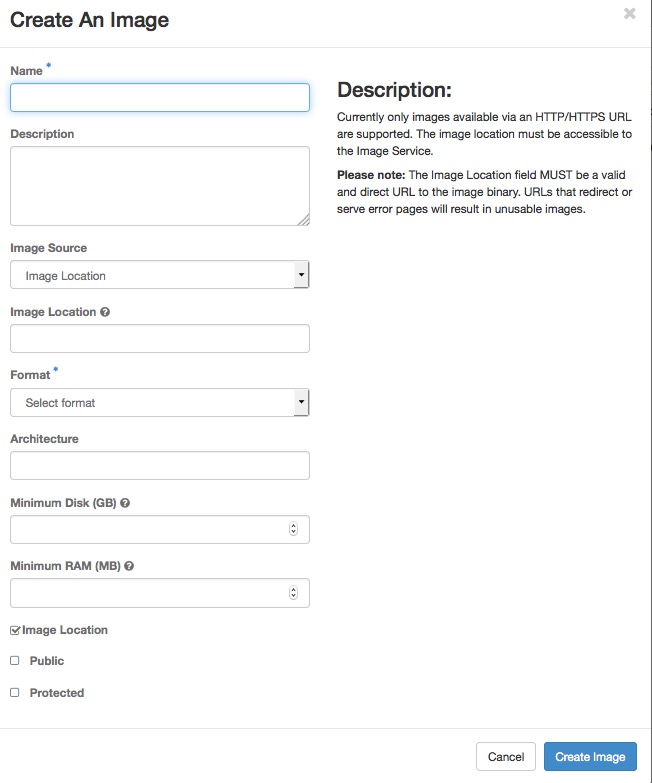 Create An Image
Name *
Description
Image Source
Image Location
Image Location
Format *
Select format
Architecture
Minimum Disk (GB)
Minimum RAM (MB)
Image Location
Public
Protected
Description:
Currently only images available via an HTTP/HTTPS URL
are supported. The image location must be accessible to
the Image Service.
Please note: The Image Location field MUST be a valid
and direct URL to the image binary. URLs that redirect or
serve error pages will result in unusable images.
Cancel
Create Image